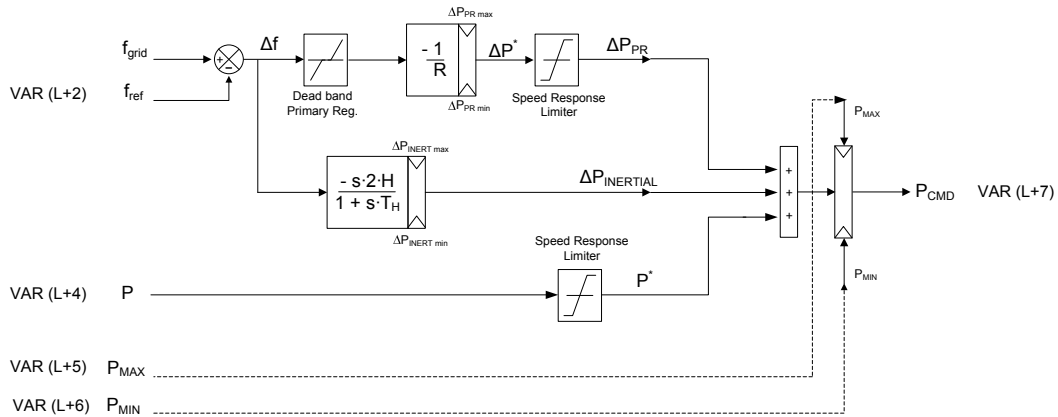 ΔP_PR max
f_grid
Δf
- 1
R
ΔP*
ΔP_PR
VAR (L+2)
f_ref
+
−
Dead band
Primary Reg.
ΔP_PR min
Speed Response
Limiter
P_MAX
ΔP_INERT max
- s·2·H
1 + s·T_H
ΔP_INERTIAL
+
+
+
P_CMD
VAR (L+7)
ΔP_INERT min
Speed Response
Limiter
P_MIN
VAR (L+4)
P
P*
VAR (L+5)
P_MAX
VAR (L+6)
P_MIN